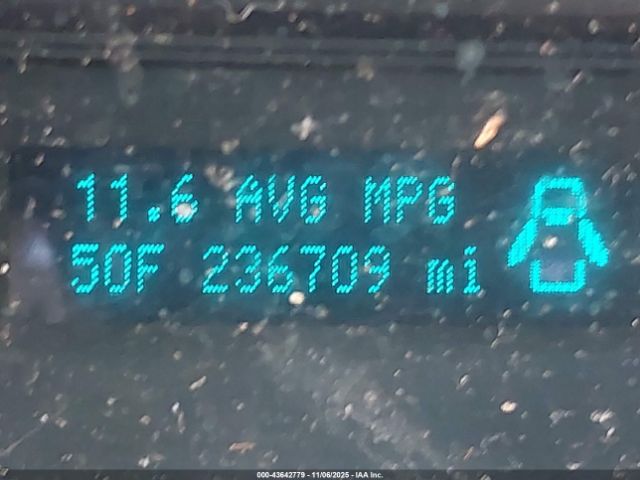 11.6 AVG MPG
50F 236709 mi
000-43642779 - 11/06/2025 - IAA Inc.